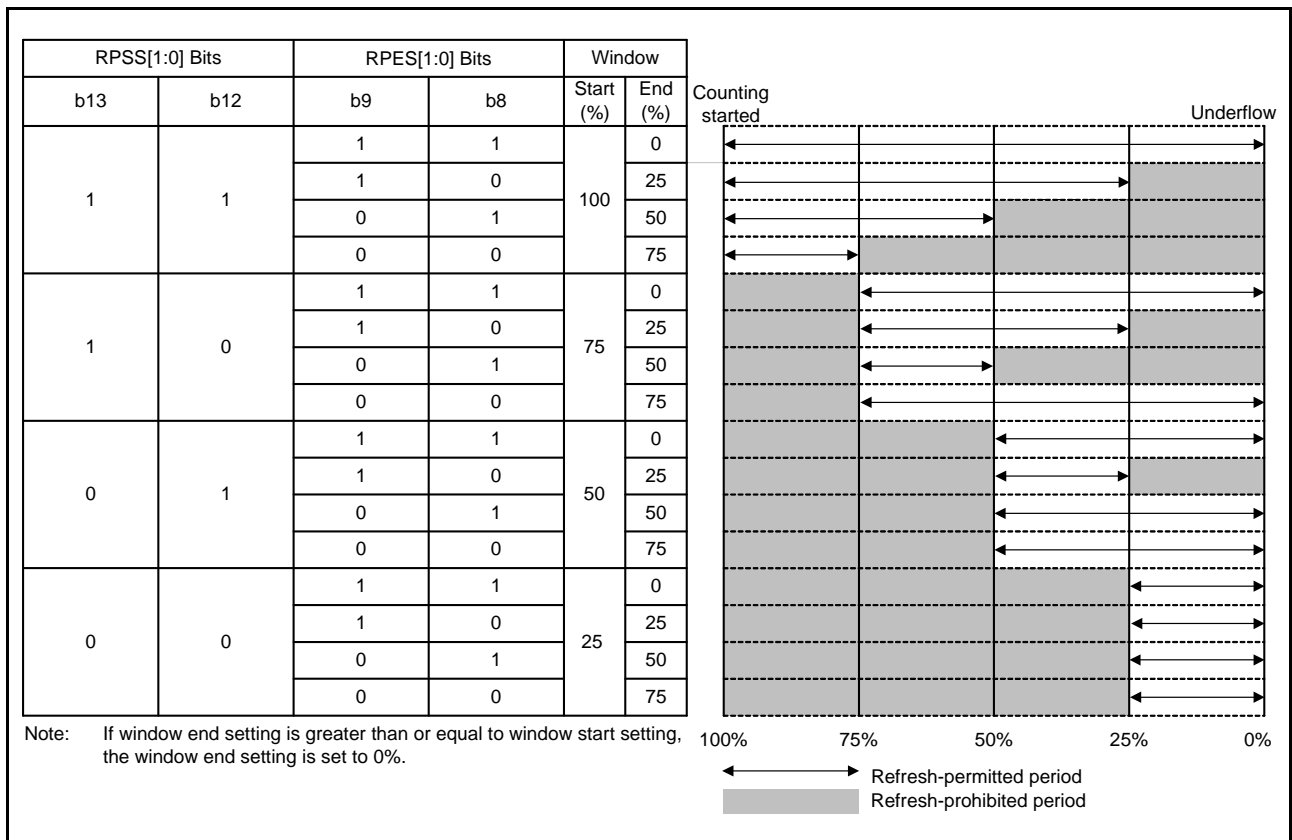 RPSS[1:0] Bits RPES[1:0] Bits Window
b13 b12 b9 b8 Start (%) End (%)
Counting started
Underflow
1 1 100 0
1 0 25
1 1 0 1 50
0 0 75
1 1 75 0
1 0 25
1 0 0 1 50
0 0 75
1 1 50 0
1 0 25
0 1 0 1 50
0 0 75
1 1 25 0
1 0 25
0 0 0 1 50
0 0 75
Note: If window end setting is greater than or equal to window start setting,
the window end setting is set to 0%.
100% 75% 50% 25% 0%
Refresh-permitted period
Refresh-prohibited period